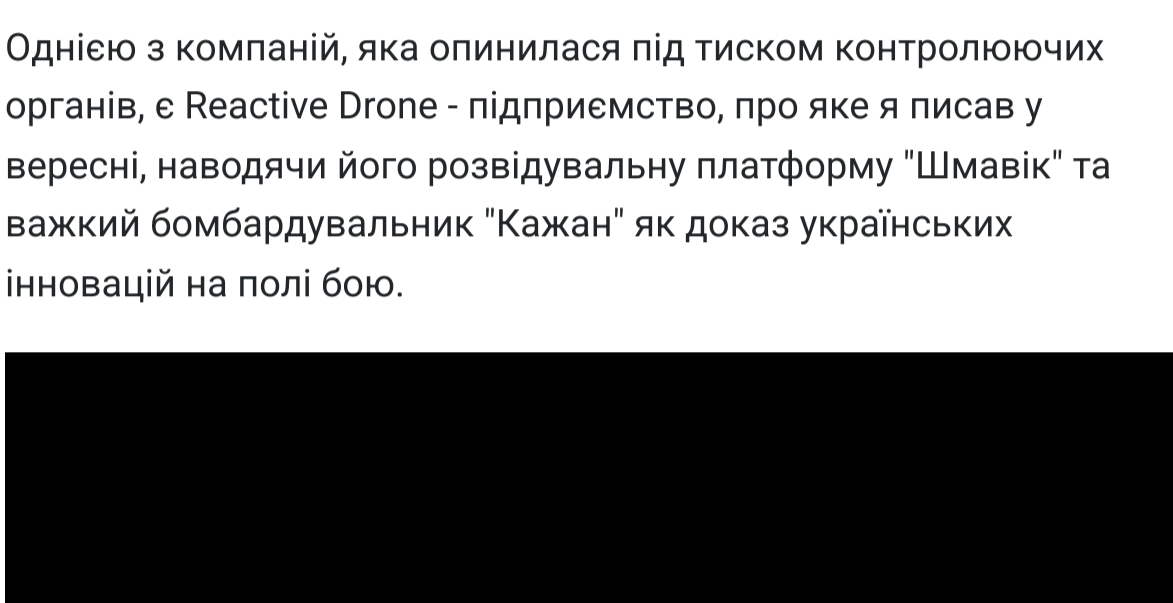 Однією з компаній, яка опинилася під тиском контролюючих
органів, є Reactive Drone - підприємство, про яке я писав у
вересні, наводячи його розвідувальну платформу "Шмавік" та
важкий бомбардувальник "Кажан" як доказ українських
інновацій на полі бою.